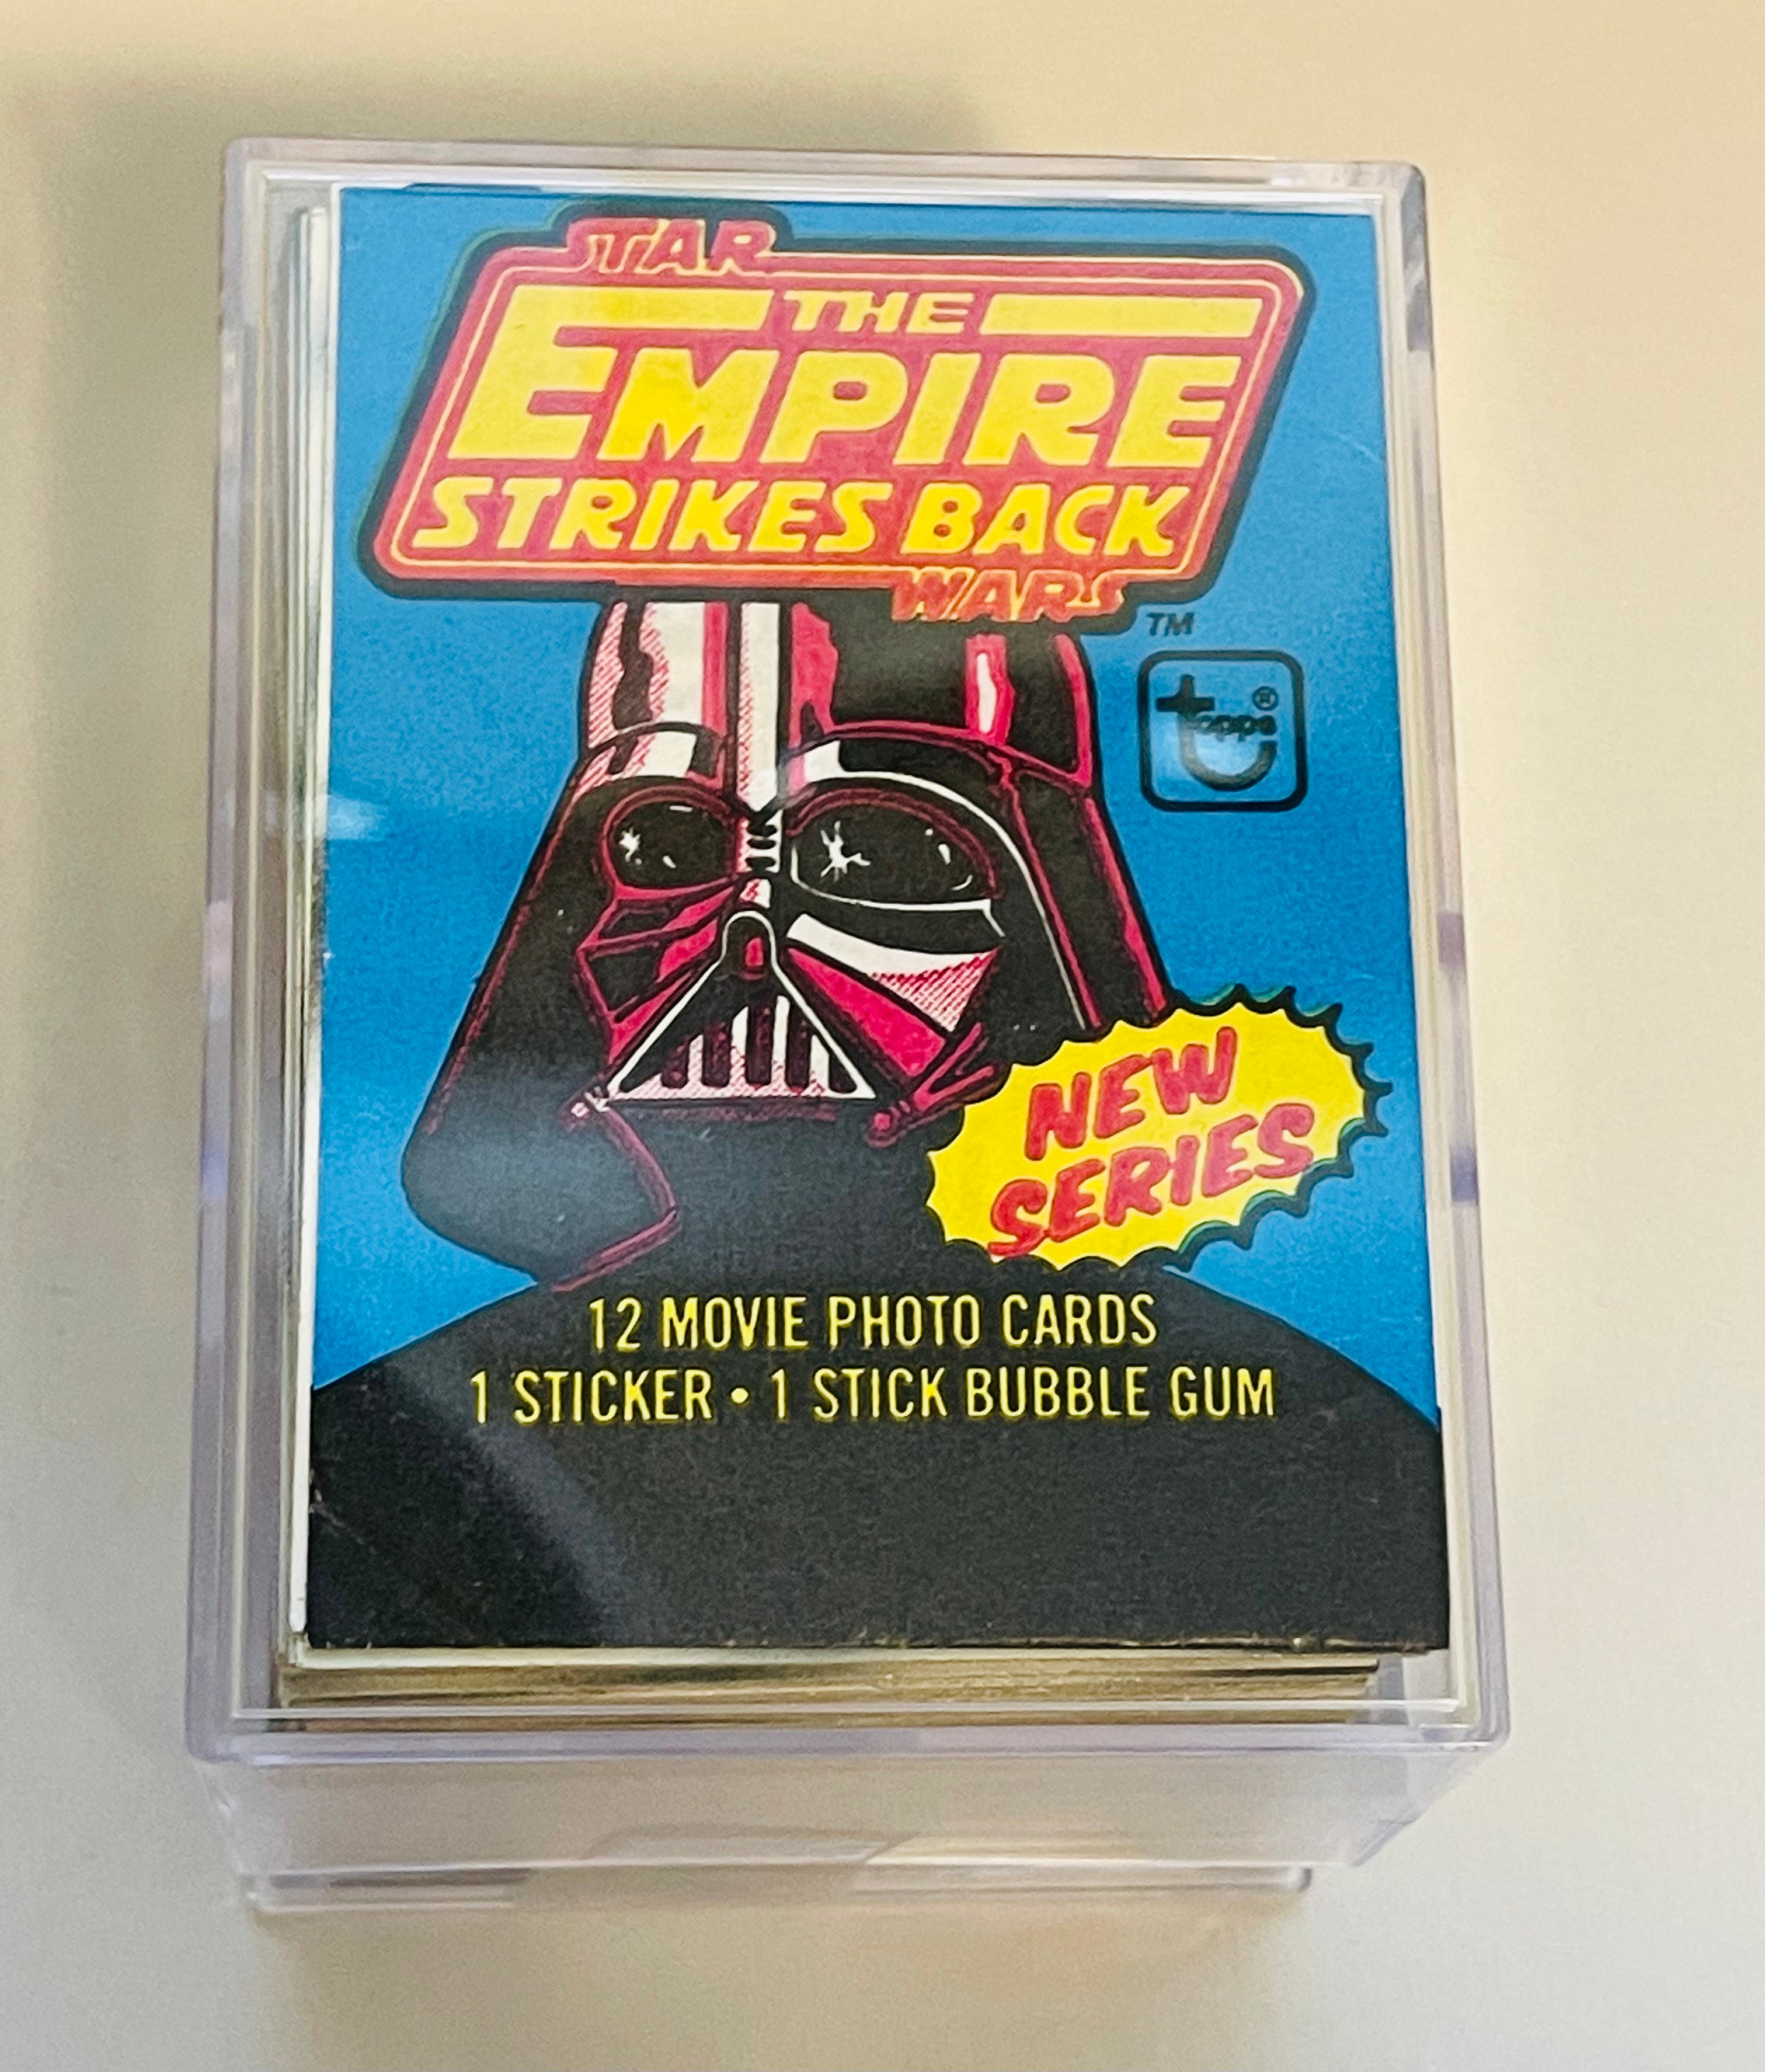 STAR
THE
EMPIRE
STRIKES BACK
WARS
TM
topps ®
NEW
SERIES
12 MOVIE PHOTO CARDS
1 STICKER • 1 STICK BUBBLE GUM